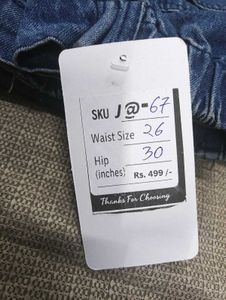 SKU J@-67
Waist Size 26
Hip (inches) 30
Rs. 499/-
Thanks For Choosing